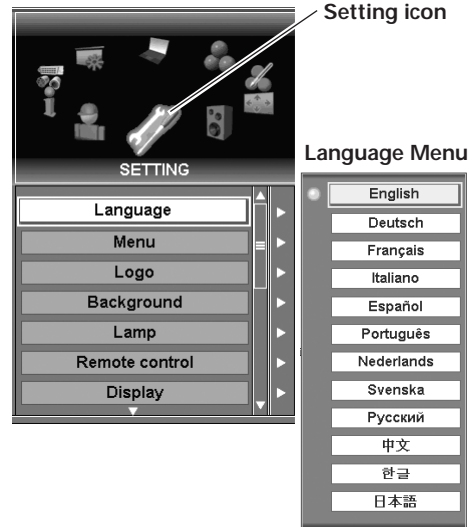 Setting icon
SETTING
Language
Menu
Logo
Background
Lamp
Remote control
Display
Language Menu
English
Deutsch
Français
Italiano
Español
Português
Nederlands
Svenska
Русский
中文
한글
日本語